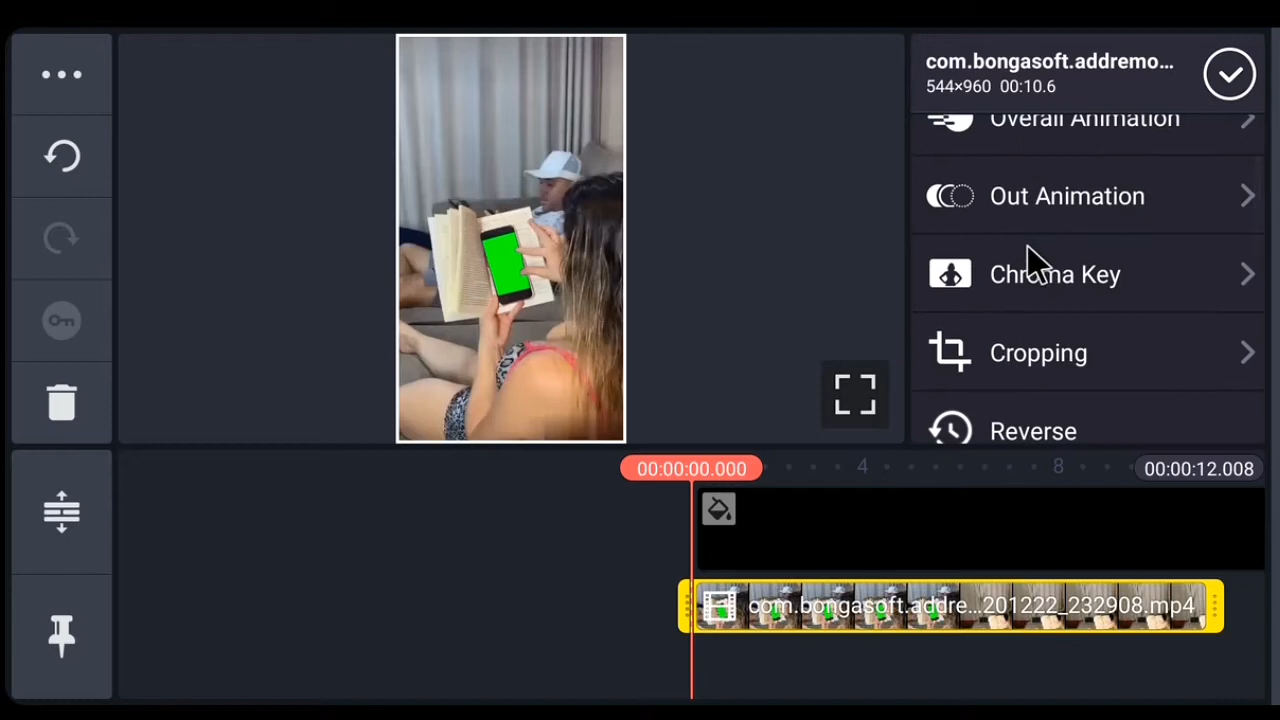 com.bongasoft.addremo...
544×960 00:10.6
Overall Animation
Out Animation
Chroma Key
Cropping
Reverse
00:00:00.000
4
8
00:00:12.008
com.bongasoft.addre...201222_232908.mp4